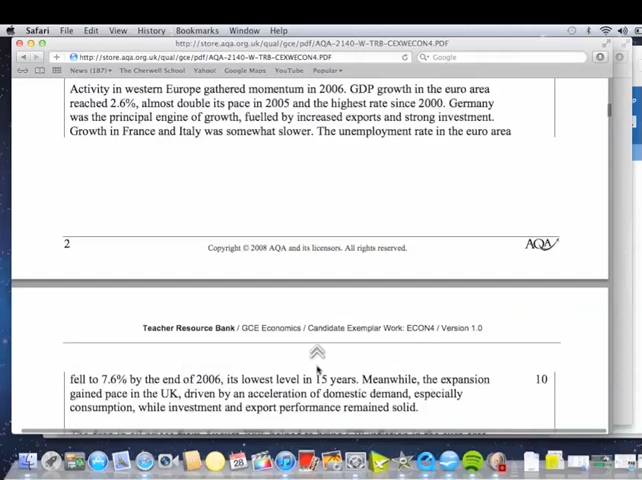 Safari File Edit View History Bookmarks Window Help
http://store.aqa.org.uk/qual/gce/pdf/AQA-2140-W-TRB-CEXWECON4.PDF
http://store.aqa.org.uk/qual/gce/pdf/AQA-2140-W-TRB-CEXWECON4.PDF Google
News (187) The Cherwell School Yahoo! Google Maps YouTube Popular
Activity in western Europe gathered momentum in 2006. GDP growth in the euro area
reached 2.6%, almost double its pace in 2005 and the highest rate since 2000. Germany
was the principal engine of growth, fuelled by increased exports and strong investment.
Growth in France and Italy was somewhat slower. The unemployment rate in the euro area
2 Copyright © 2008 AQA and its licensors. All rights reserved. AQA
Teacher Resource Bank / GCE Economics / Candidate Exemplar Work: ECON4 / Version 1.0
fell to 7.6% by the end of 2006, its lowest level in 15 years. Meanwhile, the expansion 10
gained pace in the UK, driven by an acceleration of domestic demand, especially
consumption, while investment and export performance remained solid.
28